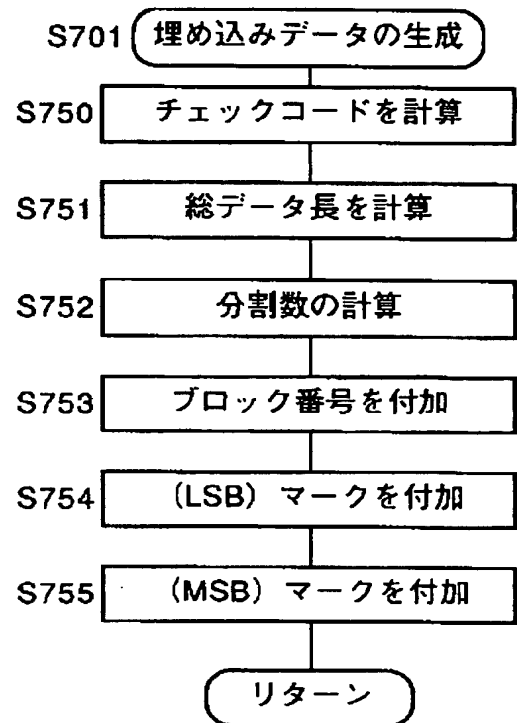 S701 埋め込みデータの生成
S750 チェックコードを計算
S751 総データ長を計算
S752 分割数の計算
S753 ブロック番号を付加
S754 (LSB) マークを付加
S755 (MSB) マークを付加
リターン